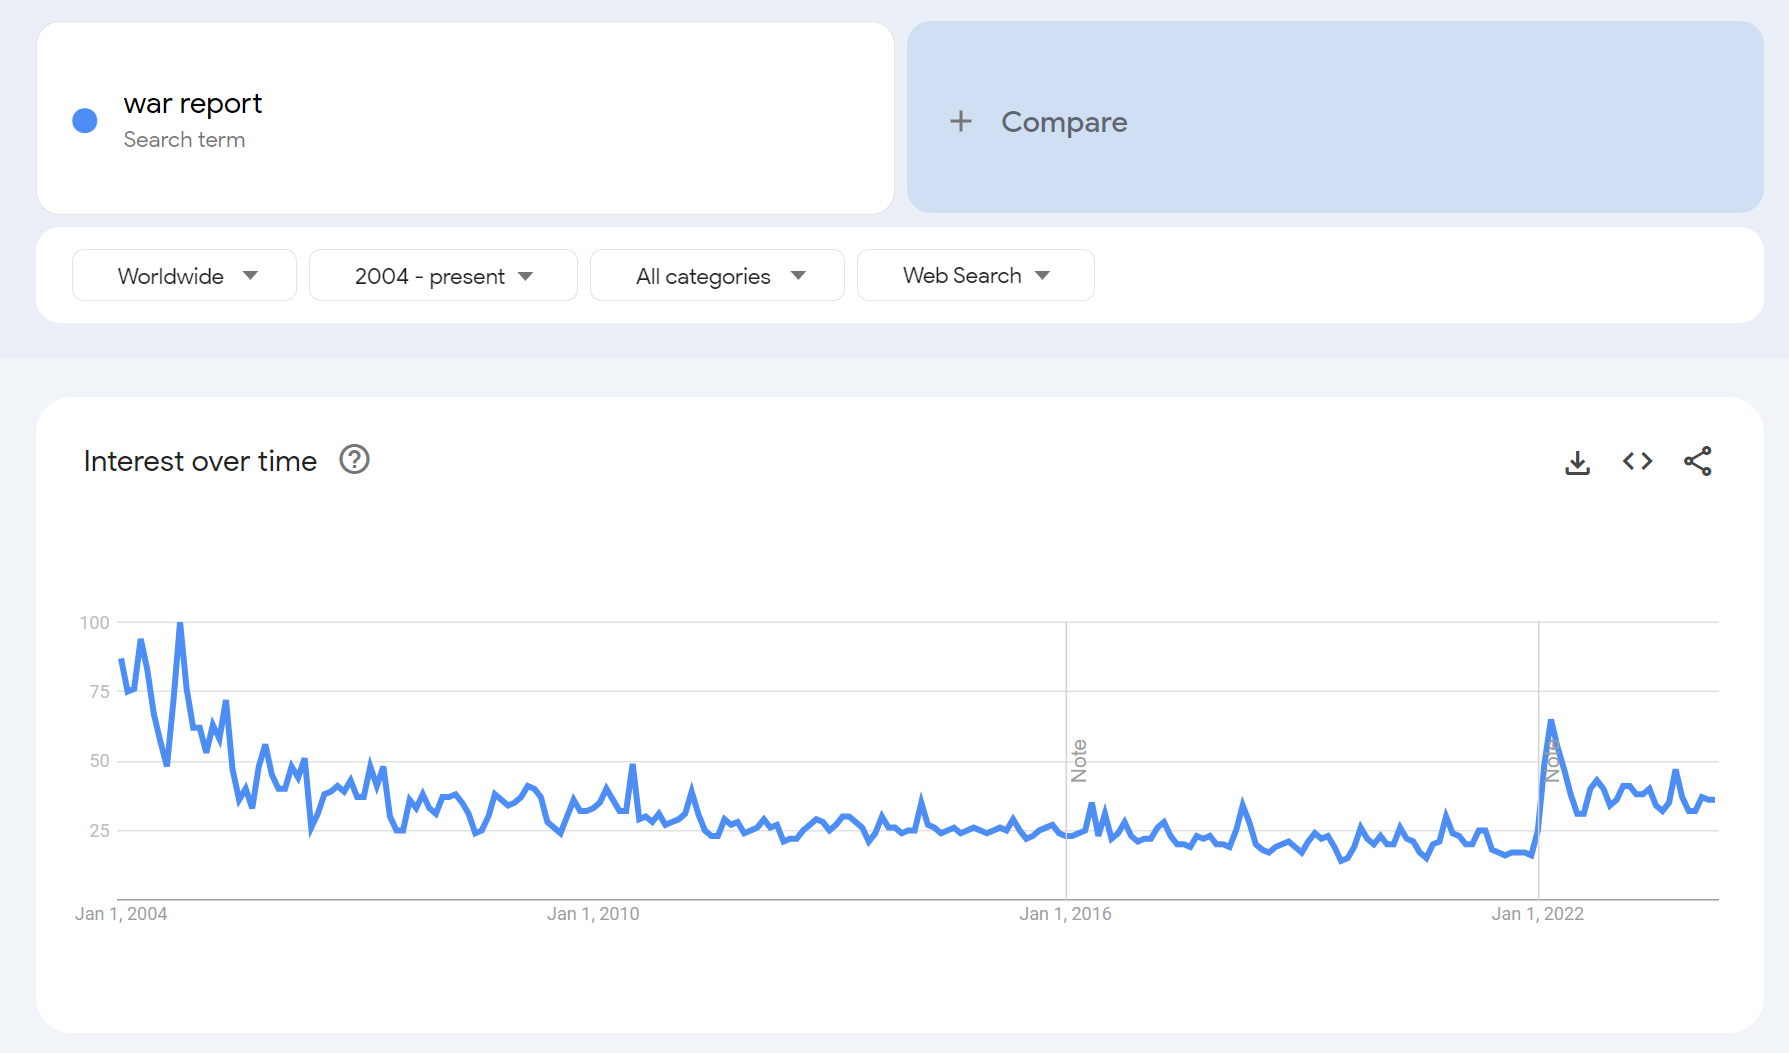 war report
Search term
+ Compare
Worldwide
2004 - present
All categories
Web Search
Interest over time
?
100
75
50
25
Note
Note
Jan 1, 2004
Jan 1, 2010
Jan 1, 2016
Jan 1, 2022